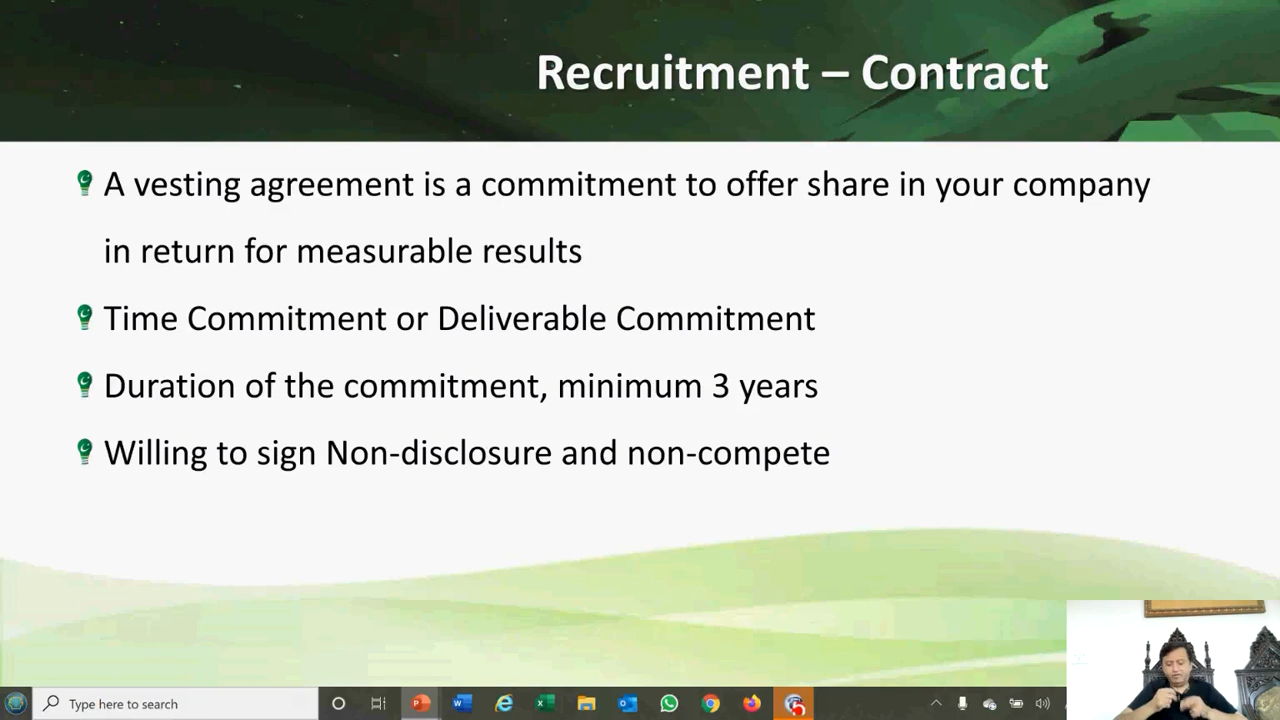 Recruitment – Contract
A vesting agreement is a commitment to offer share in your company
in return for measurable results
Time Commitment or Deliverable Commitment
Duration of the commitment, minimum 3 years
Willing to sign Non-disclosure and non-compete
Type here to search